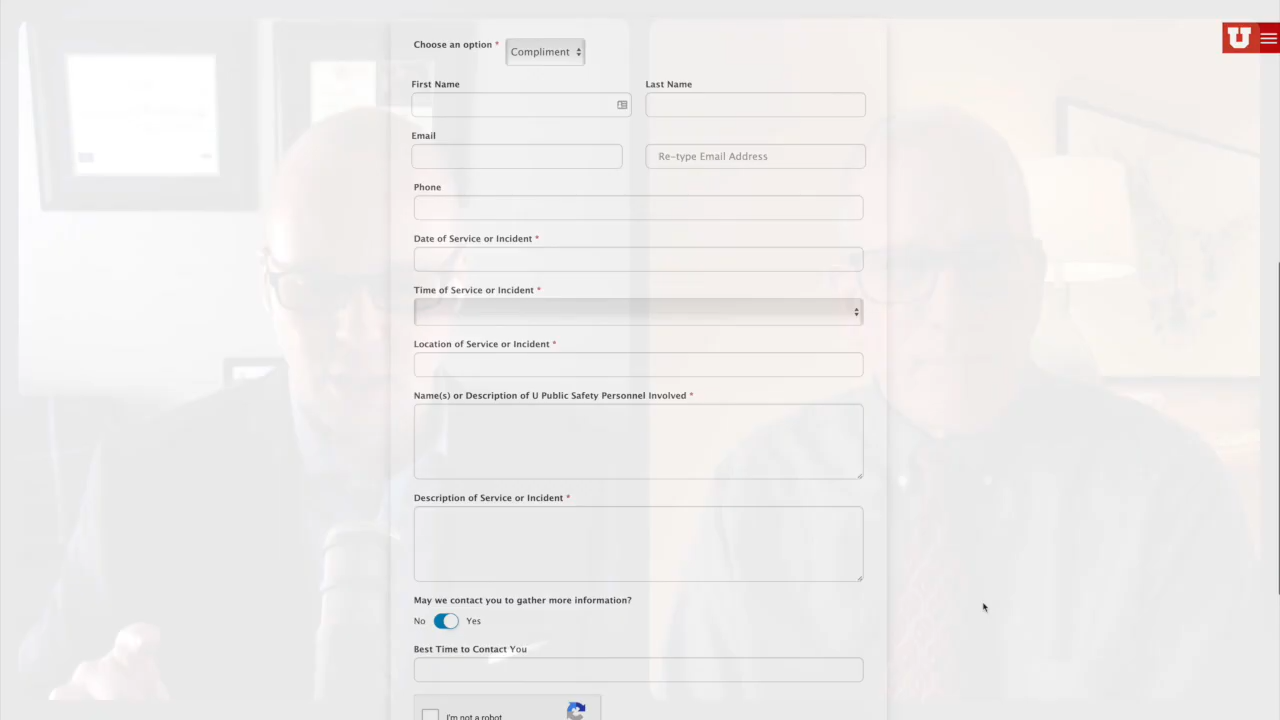 Choose an option * Compliment
U
First Name Last Name
Email
Re-type Email Address
Phone
Date of Service or Incident *
Time of Service or Incident *
Location of Service or Incident *
Name(s) or Description of U Public Safety Personnel Involved *
Description of Service or Incident *
May we contact you to gather more information?
No Yes
Best Time to Contact You
I'm not a robot